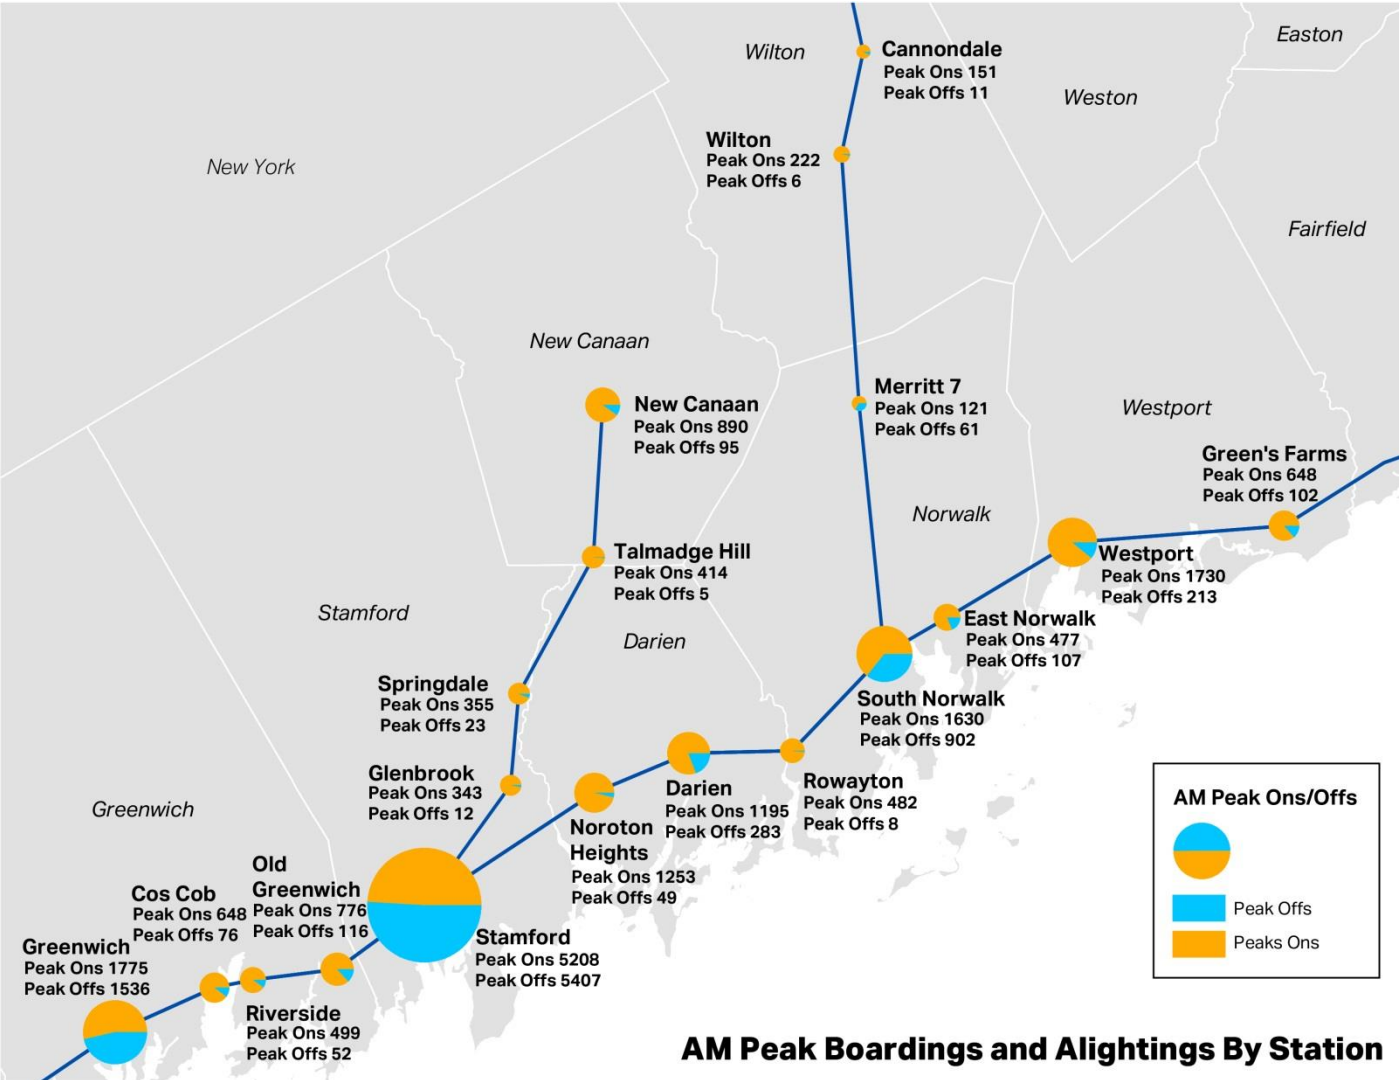 Easton
Wilton
Cannondale
Peak Ons 151
Peak Offs 11
Weston
Wilton
Peak Ons 222
Peak Offs 6
New York
Fairfield
New Canaan
Merritt 7
Peak Ons 121
Peak Offs 61
New Canaan
Peak Ons 890
Peak Offs 95
Westport
Green's Farms
Peak Ons 648
Peak Offs 102
Norwalk
Westport
Peak Ons 1730
Peak Offs 213
Talmadge Hill
Peak Ons 414
Peak Offs 5
Stamford
Darien
East Norwalk
Peak Ons 477
Peak Offs 107
Springdale
Peak Ons 355
Peak Offs 23
South Norwalk
Peak Ons 1630
Peak Offs 902
Glenbrook
Peak Ons 343
Peak Offs 12
Darien
Peak Ons 1195
Peak Offs 283
Rowayton
Peak Ons 482
Peak Offs 8
Greenwich
Noroton
Heights
Peak Ons 1253
Peak Offs 49
Old
Greenwich
Peak Ons 776
Peak Offs 116
Cos Cob
Peak Ons 648
Peak Offs 76
Greenwich
Peak Ons 1775
Peak Offs 1536
Stamford
Peak Ons 5208
Peak Offs 5407
Riverside
Peak Ons 499
Peak Offs 52
AM Peak Ons/Offs
Peak Offs
Peaks Ons
AM Peak Boardings and Alightings By Station